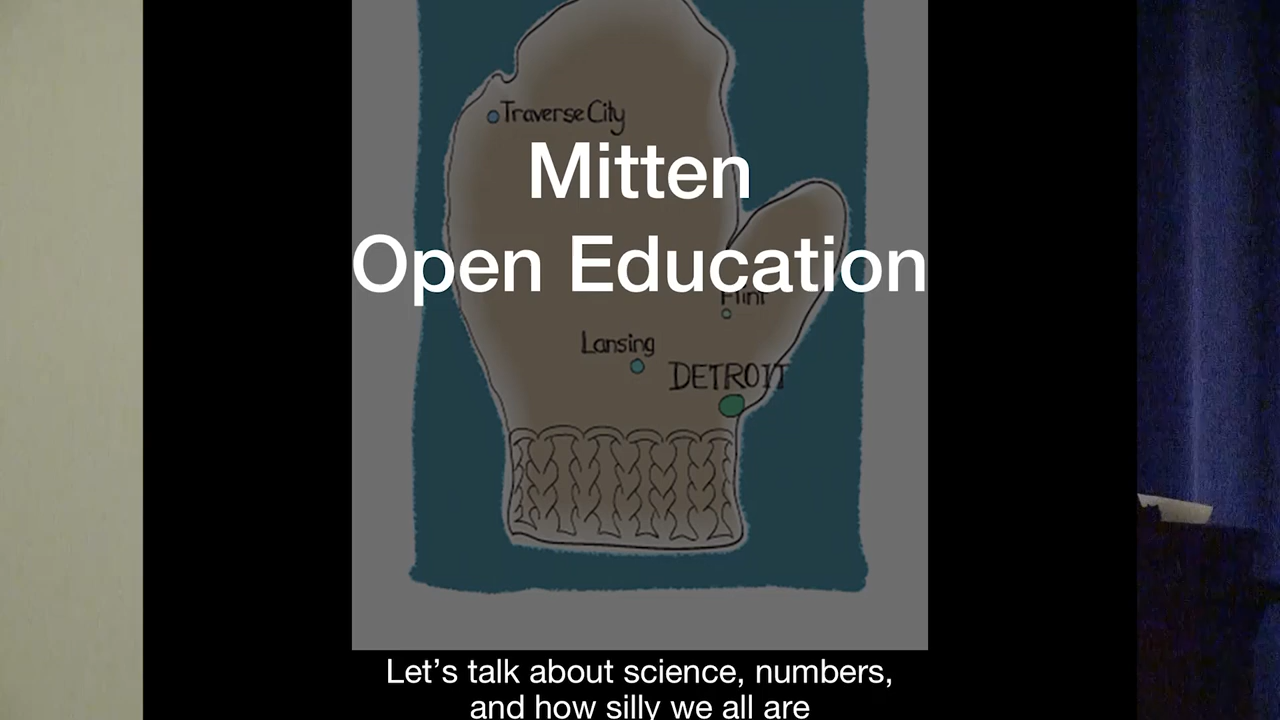 Traverse City
Mitten
Open Education
Flint
Lansing
DETROIT
Let's talk about science, numbers,
and how silly we all are